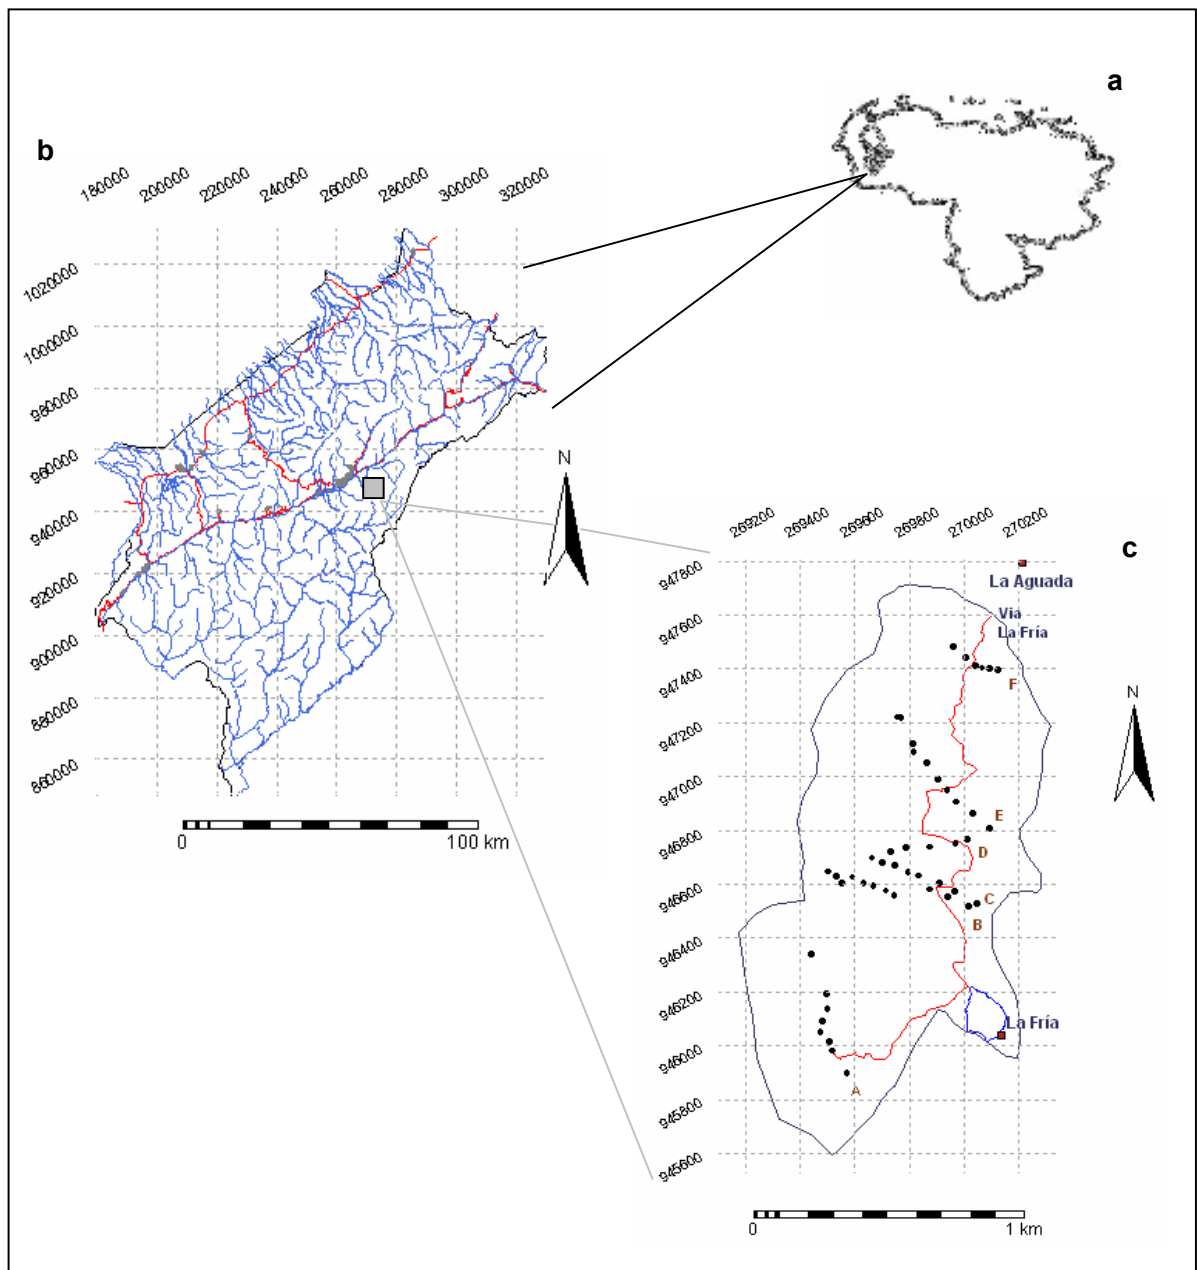 a
b
180000 200000 220000 240000 260000 280000 300000 320000
1020000
1000000
980000
960000
940000
920000
900000
880000
860000
N
0 100 km
c
269200 269400 269600 269800 270000 270200
947800
947600
947400
947200
947000
946800
946600
946400
946200
946000
945800
945600
La Aguada
Via
La Fría
F
E
D
C
B
La Fría
A
N
0 1 km